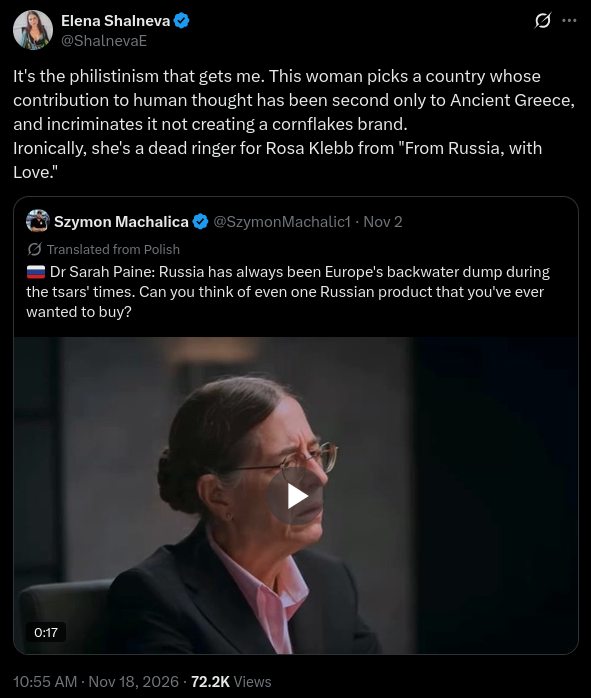 Elena Shalneva
@ShalnevaE
It's the philistinism that gets me. This woman picks a country whose
contribution to human thought has been second only to Ancient Greece,
and incriminates it not creating a cornflakes brand.
Ironically, she's a dead ringer for Rosa Klebb from "From Russia, with
Love."
Szymon Machalica @SzymonMachalic1 · Nov 2
Translated from Polish
🇷🇺 Dr Sarah Paine: Russia has always been Europe's backwater dump during
the tsars' times. Can you think of even one Russian product that you've ever
wanted to buy?
0:17
10:55 AM · Nov 18, 2026 · 72.2K Views